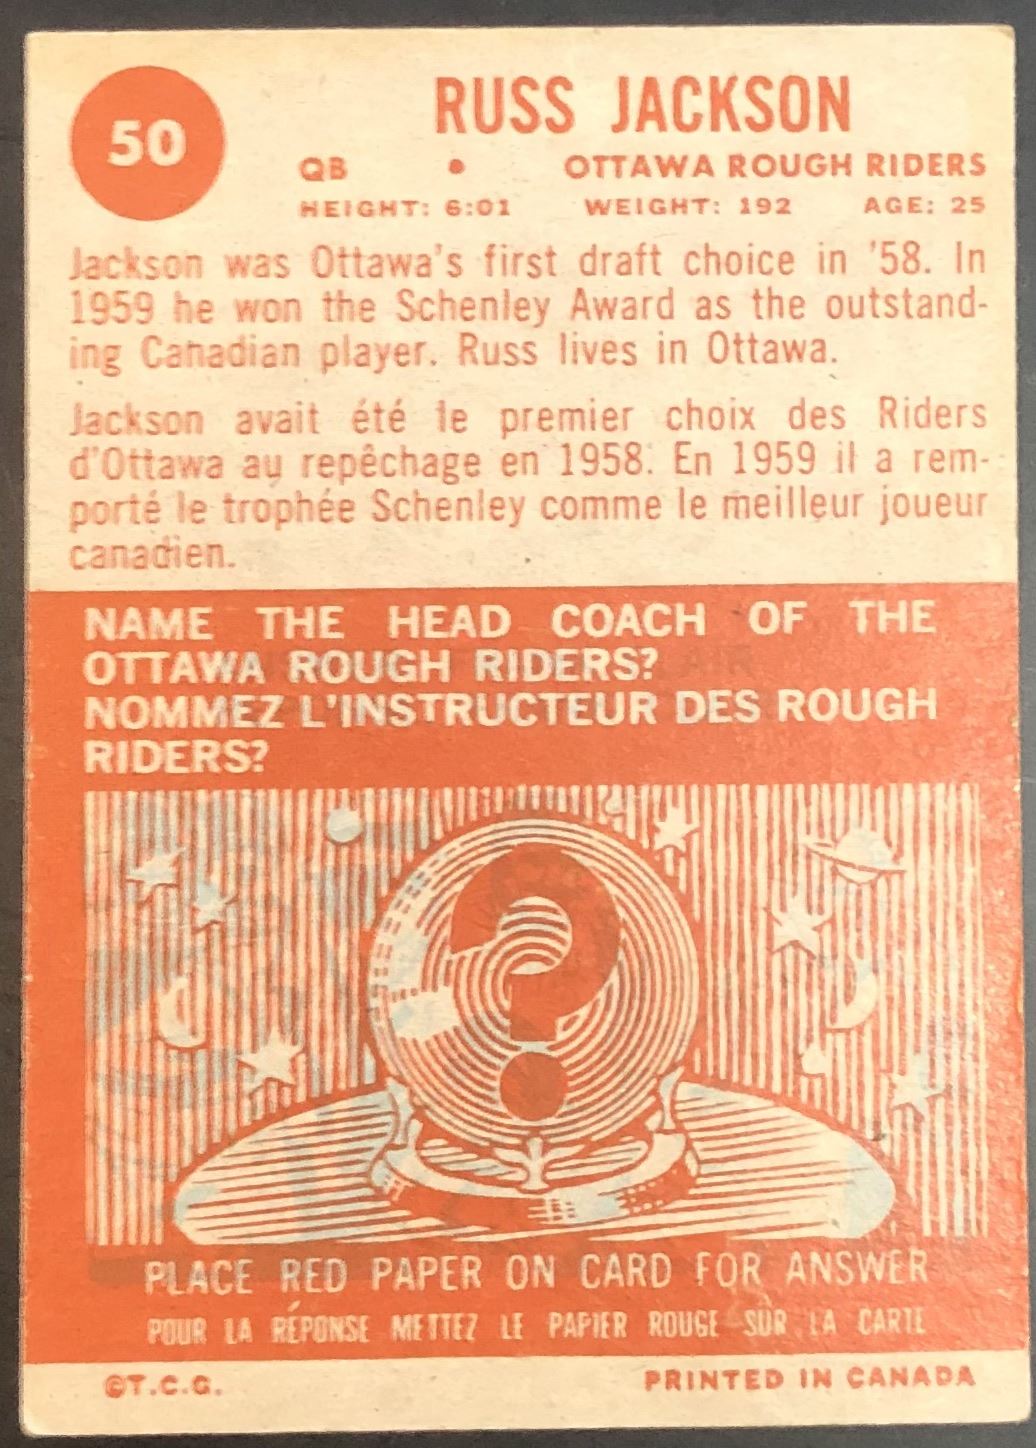 50
RUSS JACKSON
QB • OTTAWA ROUGH RIDERS
HEIGHT: 6:01 WEIGHT: 192 AGE: 25
Jackson was Ottawa's first draft choice in '58. In
1959 he won the Schenley Award as the outstand-
ing Canadian player. Russ lives in Ottawa.
Jackson avait été le premier choix des Riders
d'Ottawa au repêchage en 1958. En 1959 il a rem-
porté le trophée Schenley comme le meilleur joueur
canadien.
NAME THE HEAD COACH OF THE
OTTAWA ROUGH RIDERS?
NOMMEZ L'INSTRUCTEUR DES ROUGH
RIDERS?
?
PLACE RED PAPER ON CARD FOR ANSWER
POUR LA RÉPONSE METTEZ LE PAPIER ROUGE SUR LA CARTE
©T.C.G. PRINTED IN CANADA